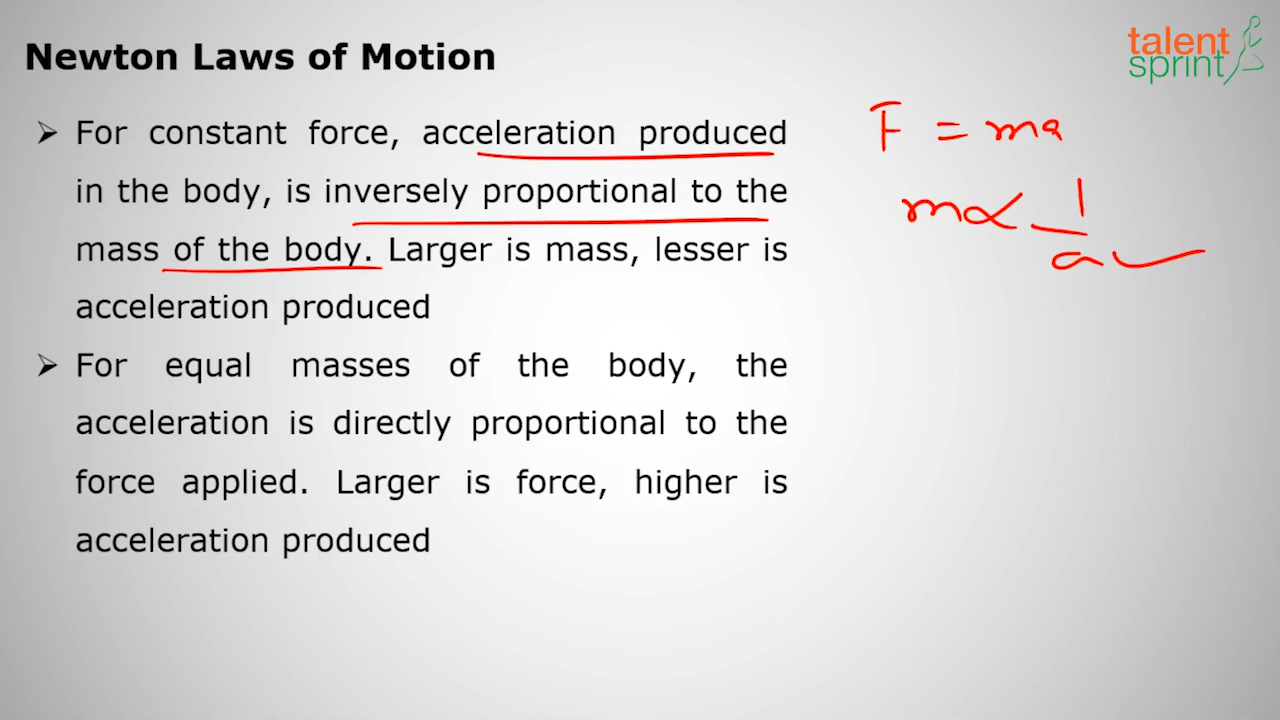 Newton Laws of Motion
talent
sprint
➢ For constant force, acceleration produced
in the body, is inversely proportional to the
mass of the body. Larger is mass, lesser is
acceleration produced
➢ For equal masses of the body, the
acceleration is directly proportional to the
force applied. Larger is force, higher is
acceleration produced
F = ma
m ∝ 1/a